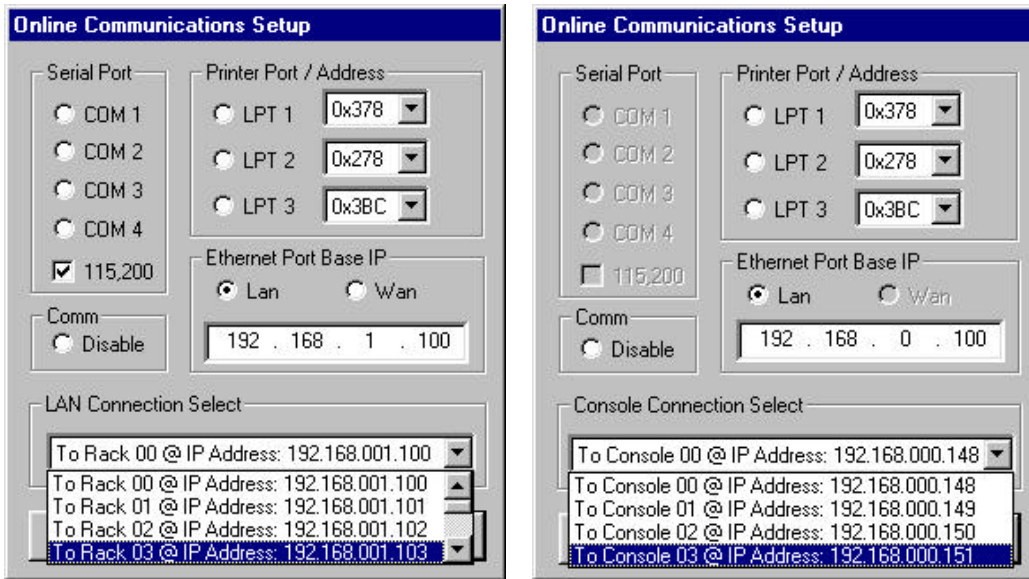 Online Communications Setup
Serial Port
COM 1
COM 2
COM 3
COM 4
115,200
Printer Port / Address
LPT 1 0x378
LPT 2 0x278
LPT 3 0x3BC
Ethernet Port Base IP
Lan Wan
192 . 168 . 1 . 100
Comm
Disable
LAN Connection Select
To Rack 00 @ IP Address: 192.168.001.100
To Rack 00 @ IP Address: 192.168.001.100
To Rack 01 @ IP Address: 192.168.001.101
To Rack 02 @ IP Address: 192.168.001.102
To Rack 03 @ IP Address: 192.168.001.103
Online Communications Setup
Serial Port
COM 1
COM 2
COM 3
COM 4
115,200
Printer Port / Address
LPT 1 0x378
LPT 2 0x278
LPT 3 0x3BC
Ethernet Port Base IP
Lan Wan
192 . 168 . 0 . 100
Comm
Disable
Console Connection Select
To Console 00 @ IP Address: 192.168.000.148
To Console 00 @ IP Address: 192.168.000.148
To Console 01 @ IP Address: 192.168.000.149
To Console 02 @ IP Address: 192.168.000.150
To Console 03 @ IP Address: 192.168.000.151